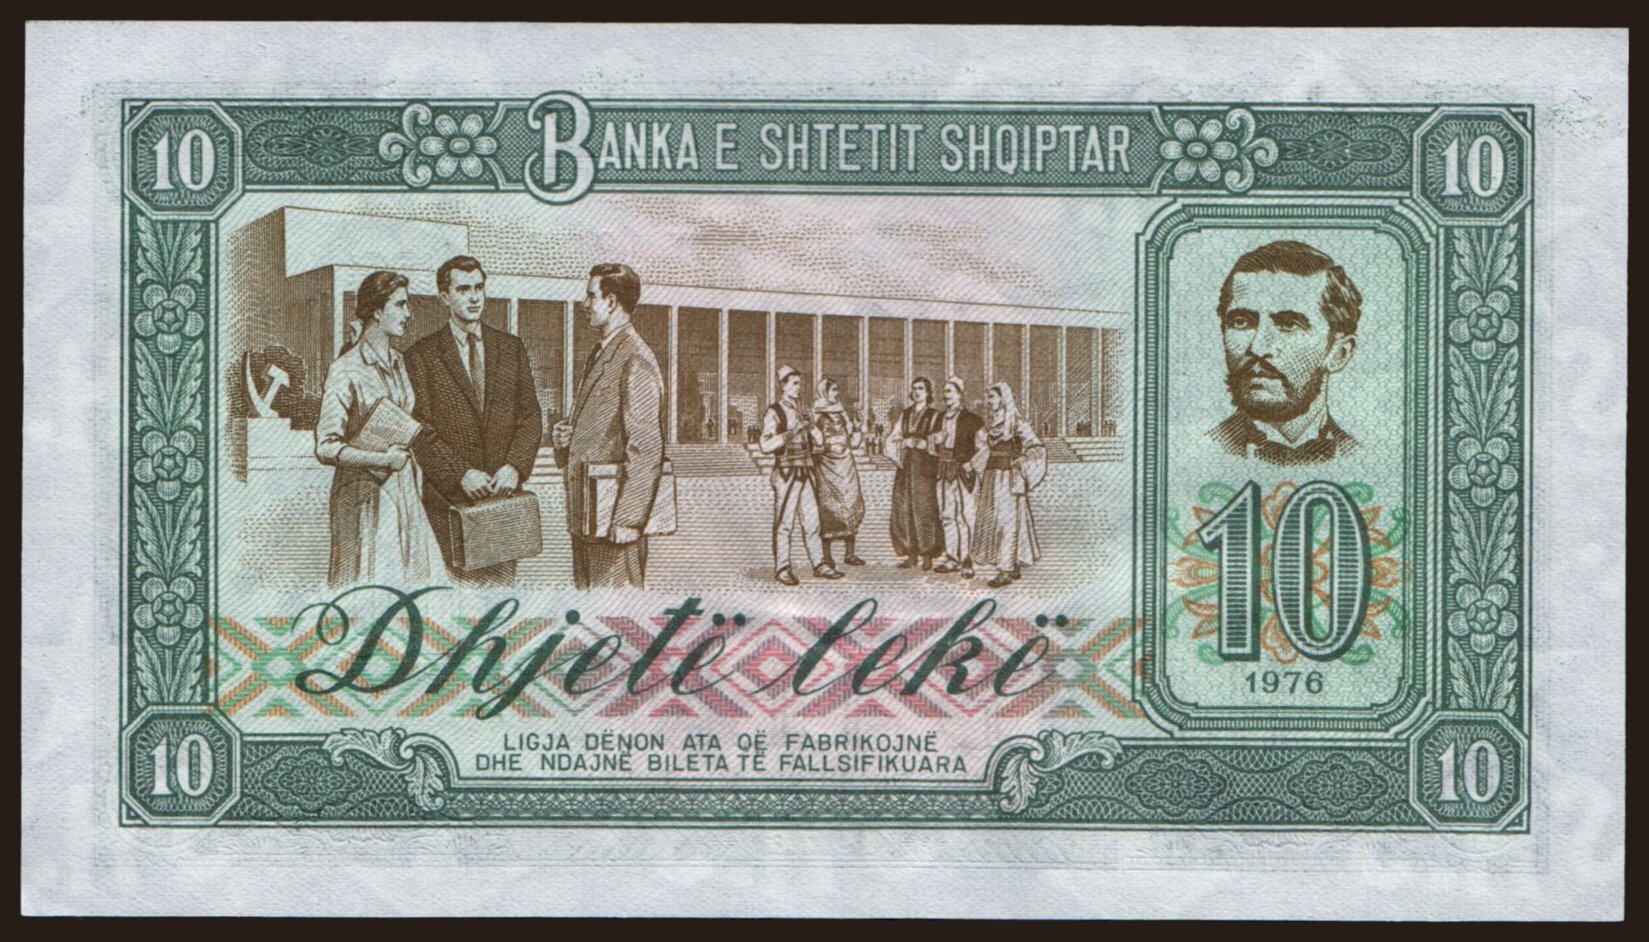 10 BANKA E SHTETIT SHQIPTAR 10
10
1976
Dhjetë lekë
LIGJA DËNON ATA QË FABRIKOJNË
DHE NDAJNË BILETA TË FALLSIFIKUARA
10 10